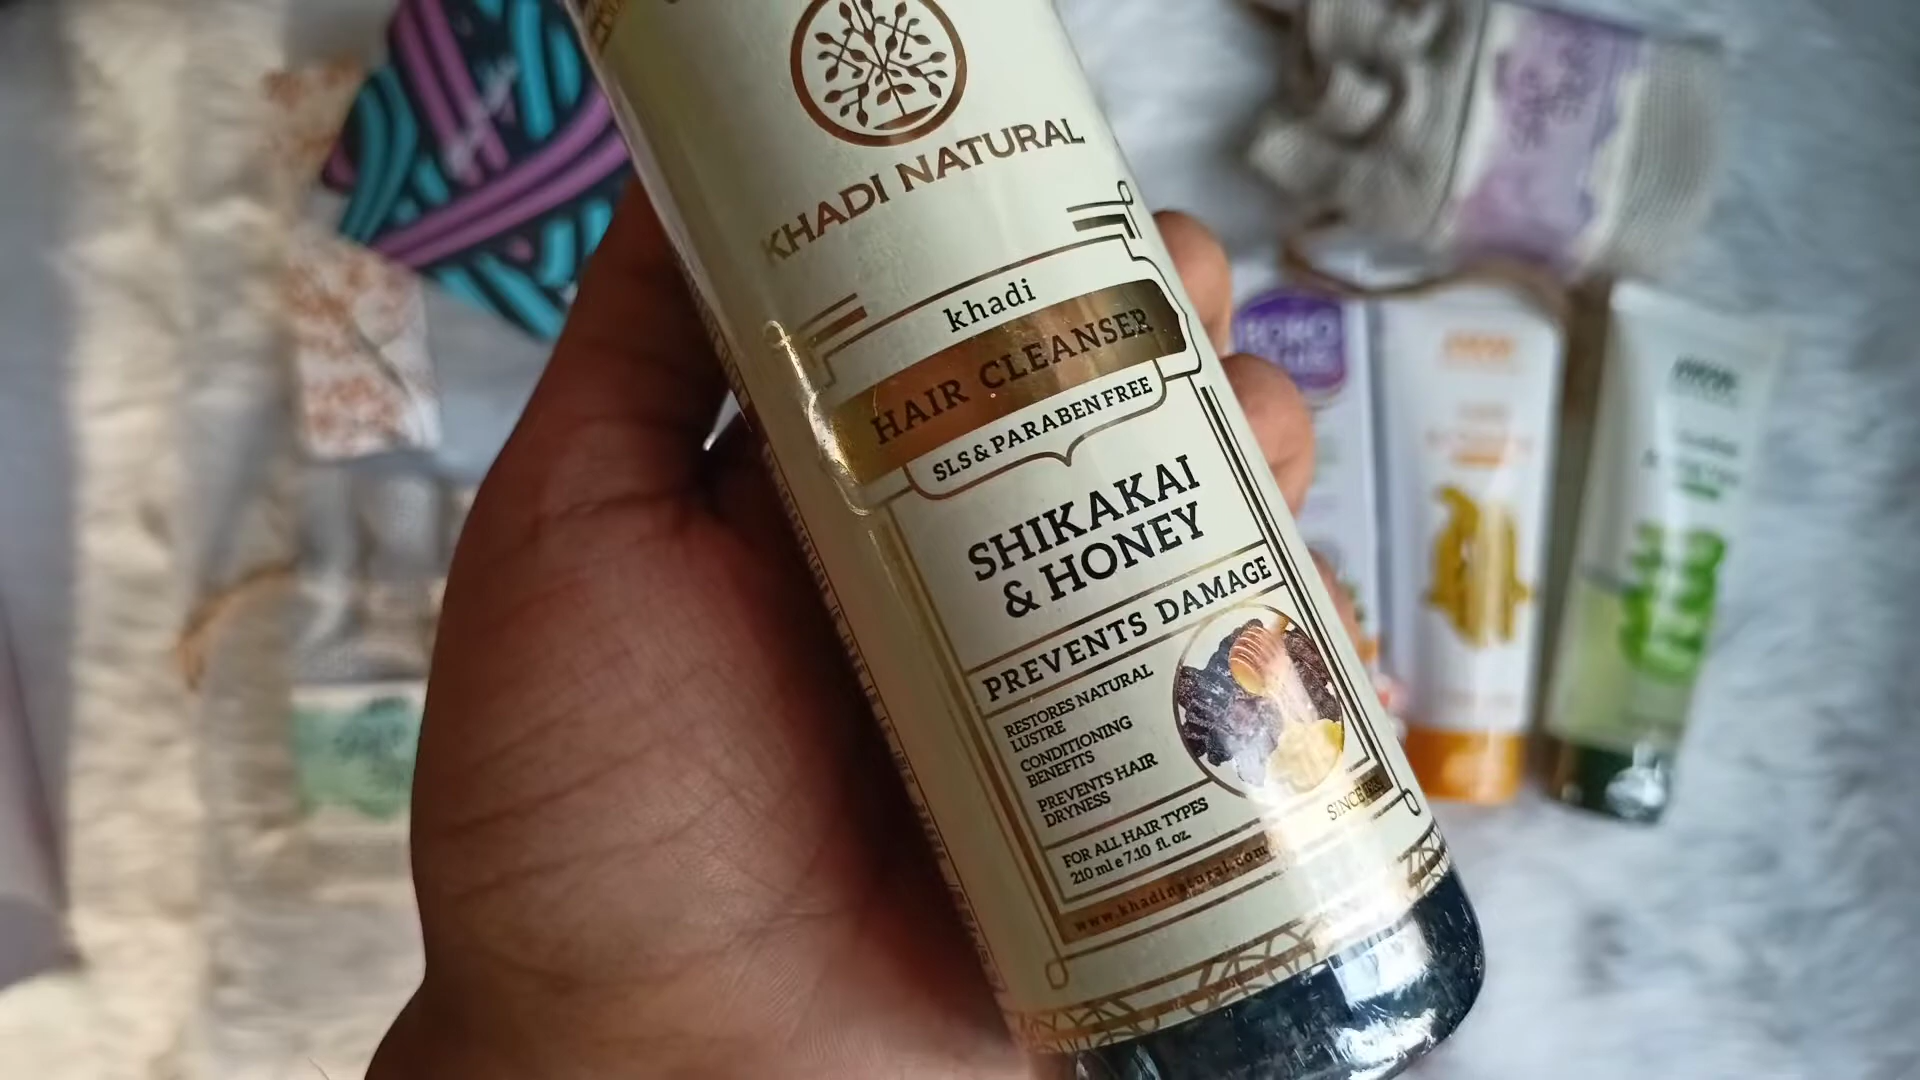 KHADI NATURAL
khadi
HAIR CLEANSER
SLS & PARABEN FREE
SHIKAKAI
& HONEY
PREVENTS DAMAGE
RESTORES NATURAL
LUSTRE
CONDITIONING
BENEFITS
PREVENTS HAIR
DRYNESS
FOR ALL HAIR TYPES
210 ml e 7.10 fl. oz.
SINCE
www.khadinatural.com